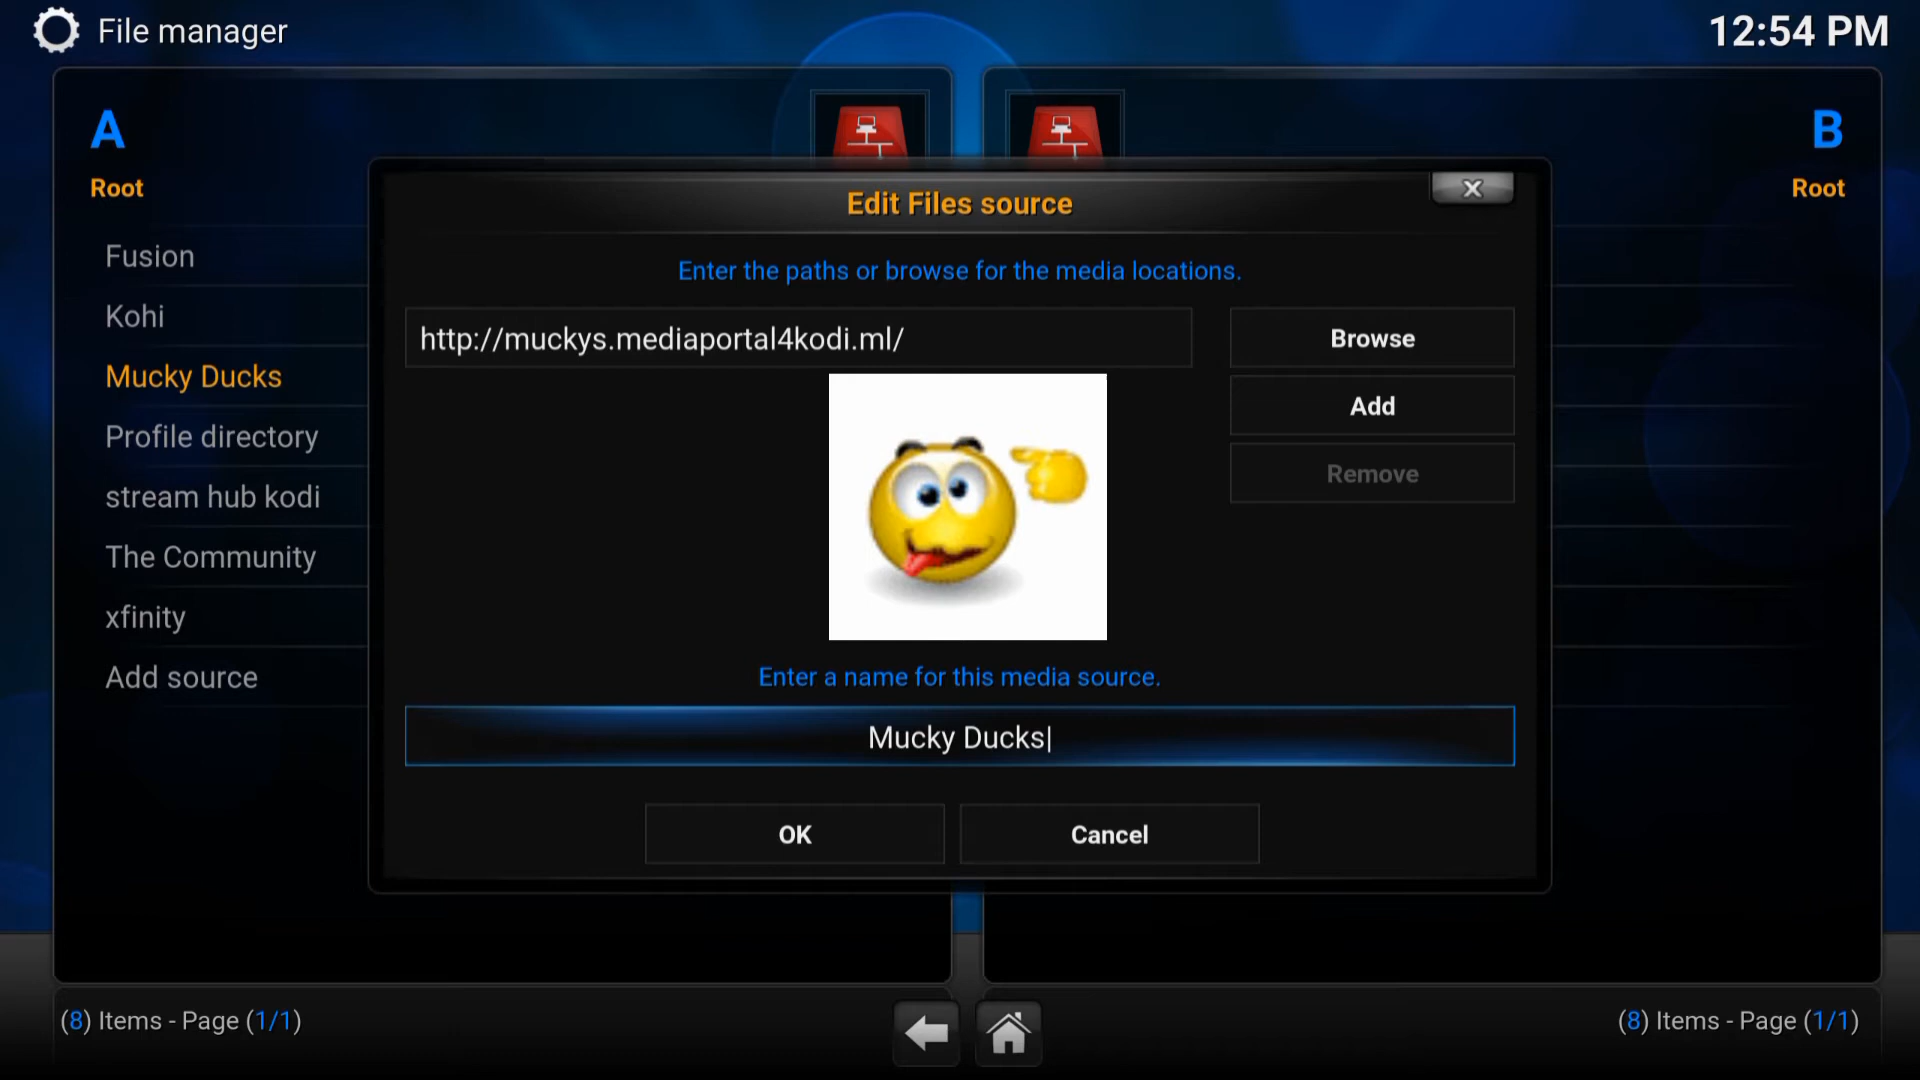 File manager
12:54 PM
A
B
Root
Root
Edit Files source
X
Enter the paths or browse for the media locations.
Fusion
Kohi
Mucky Ducks
Profile directory
stream hub kodi
The Community
xfinity
Add source
http://muckys.mediaportal4kodi.ml/
Browse
Add
Remove
Enter a name for this media source.
Mucky Ducks
OK
Cancel
(8) Items - Page (1/1)
(8) Items - Page (1/1)